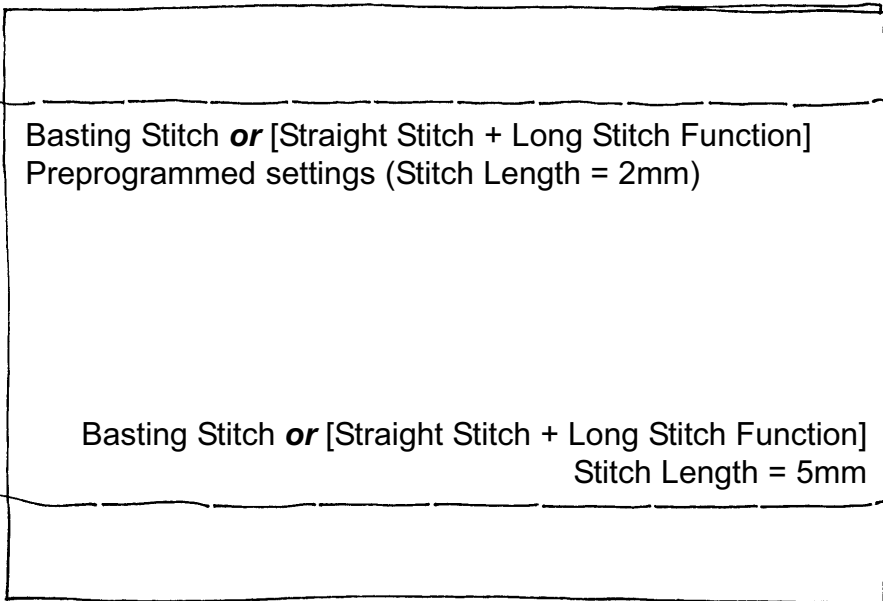 Basting Stitch or [Straight Stitch + Long Stitch Function]
Preprogrammed settings (Stitch Length = 2mm)
Basting Stitch or [Straight Stitch + Long Stitch Function]
Stitch Length = 5mm